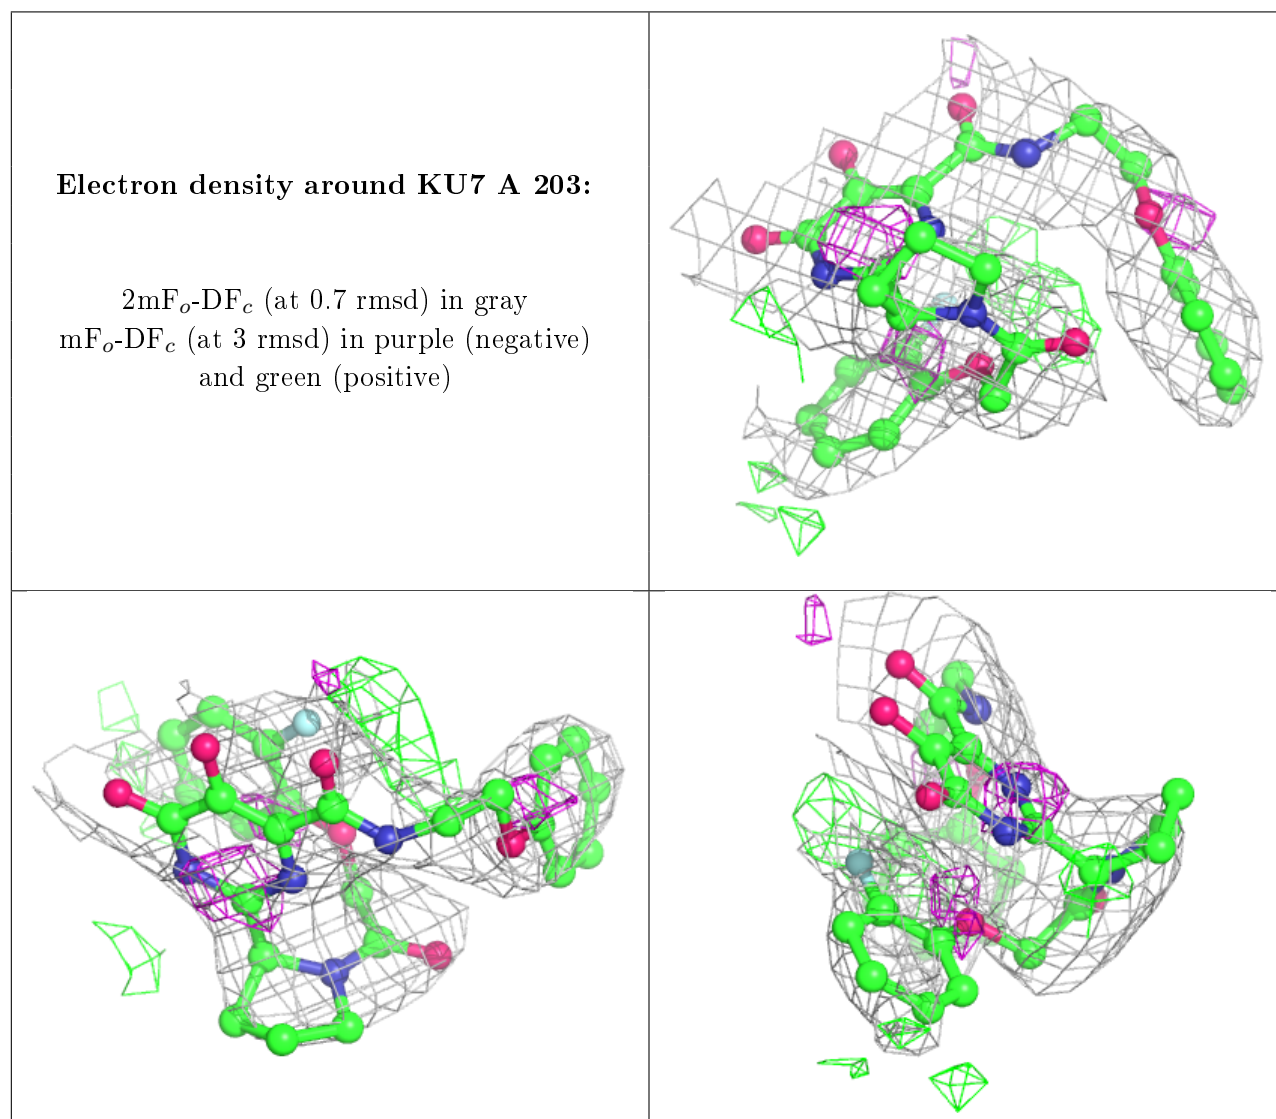 Electron density around KU7 A 203:
2mFₒ-DF𝑐 (at 0.7 rmsd) in gray
mFₒ-DF𝑐 (at 3 rmsd) in purple (negative)
and green (positive)